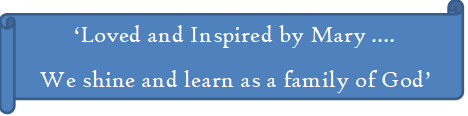 ‘Loved and Inspired by Mary ....
We shine and learn as a family of God’